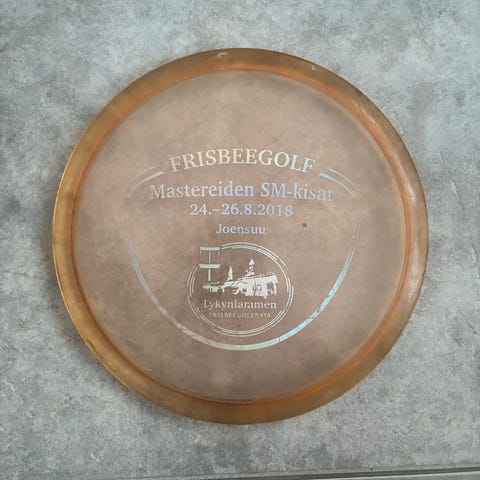 FRISBEEGOLF
Mastereiden SM-kisat
24.-26.8.2018
Joensuu
Lykynlammen
FRISBEEGOLFRATA